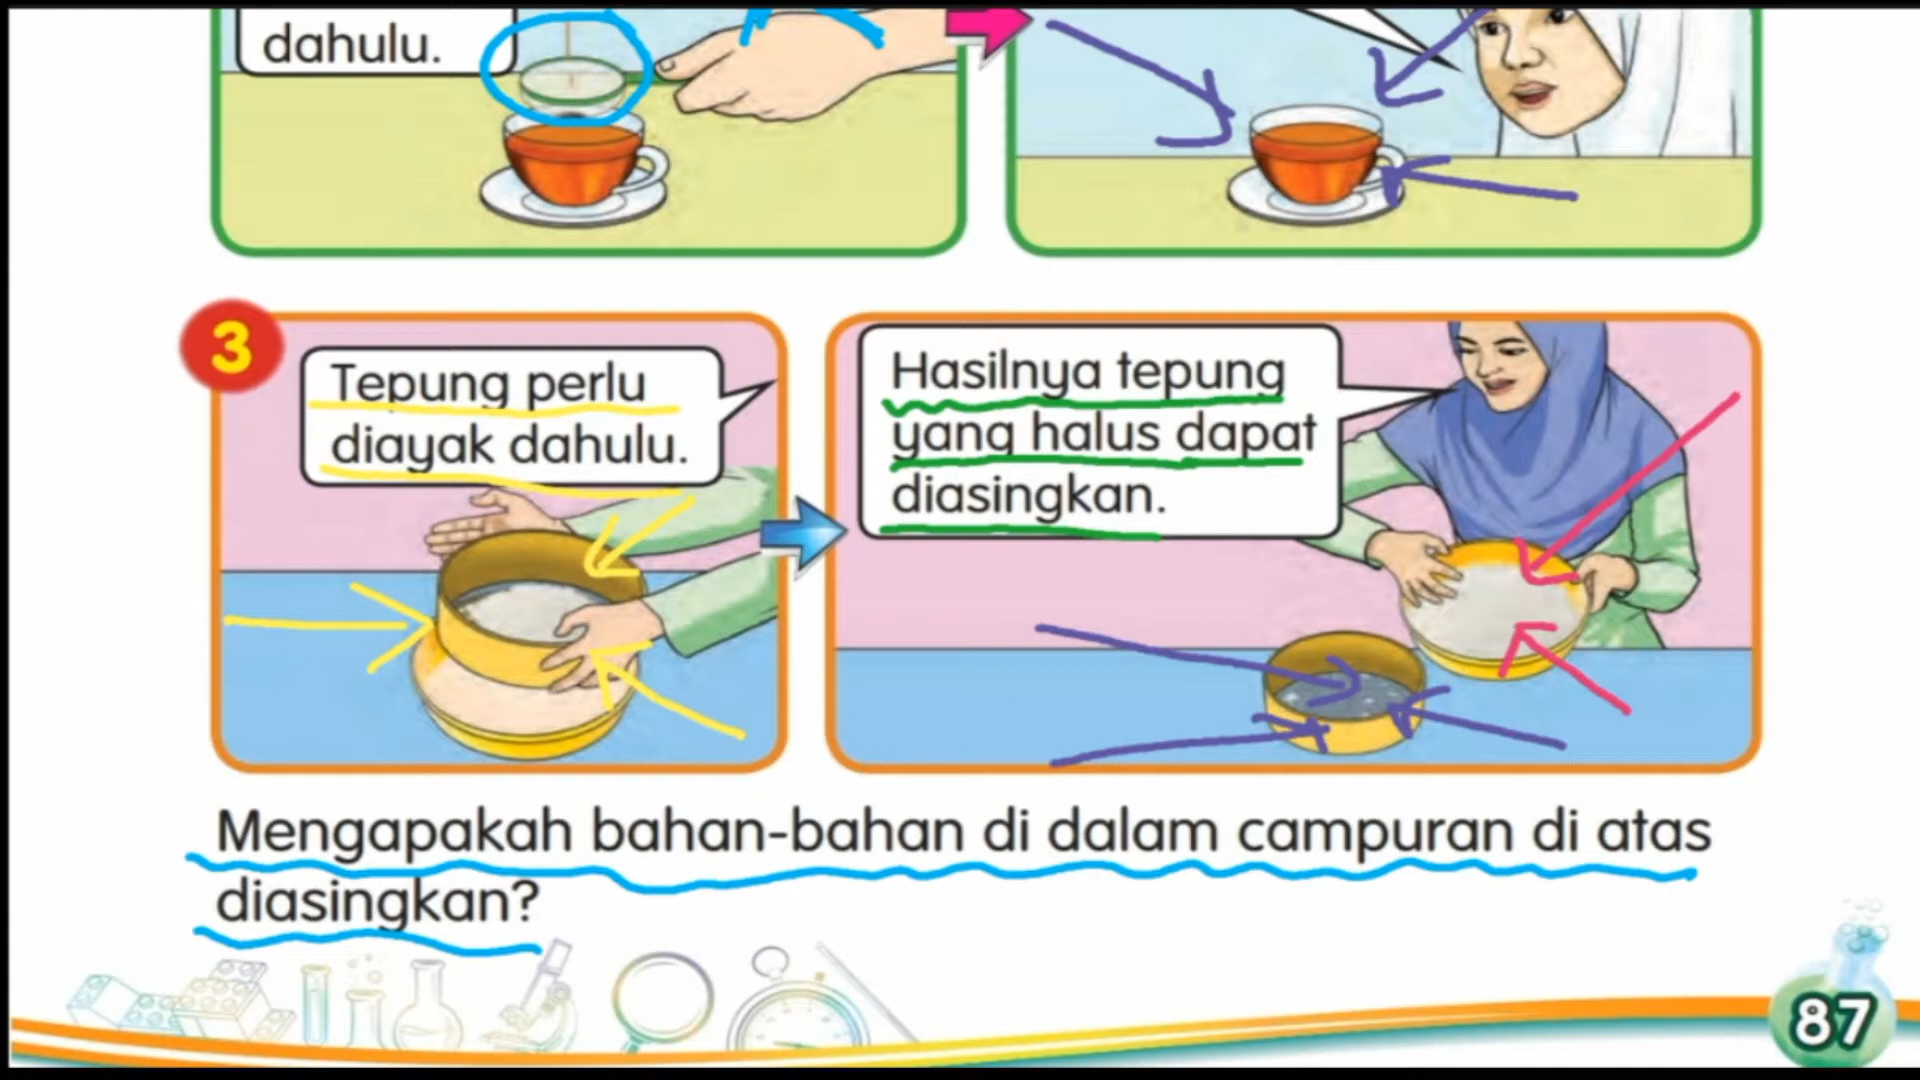 dahulu.
3
Tepung perlu
diayak dahulu.
Hasilnya tepung
yang halus dapat
diasingkan.
Mengapakah bahan-bahan di dalam campuran di atas
diasingkan?
87